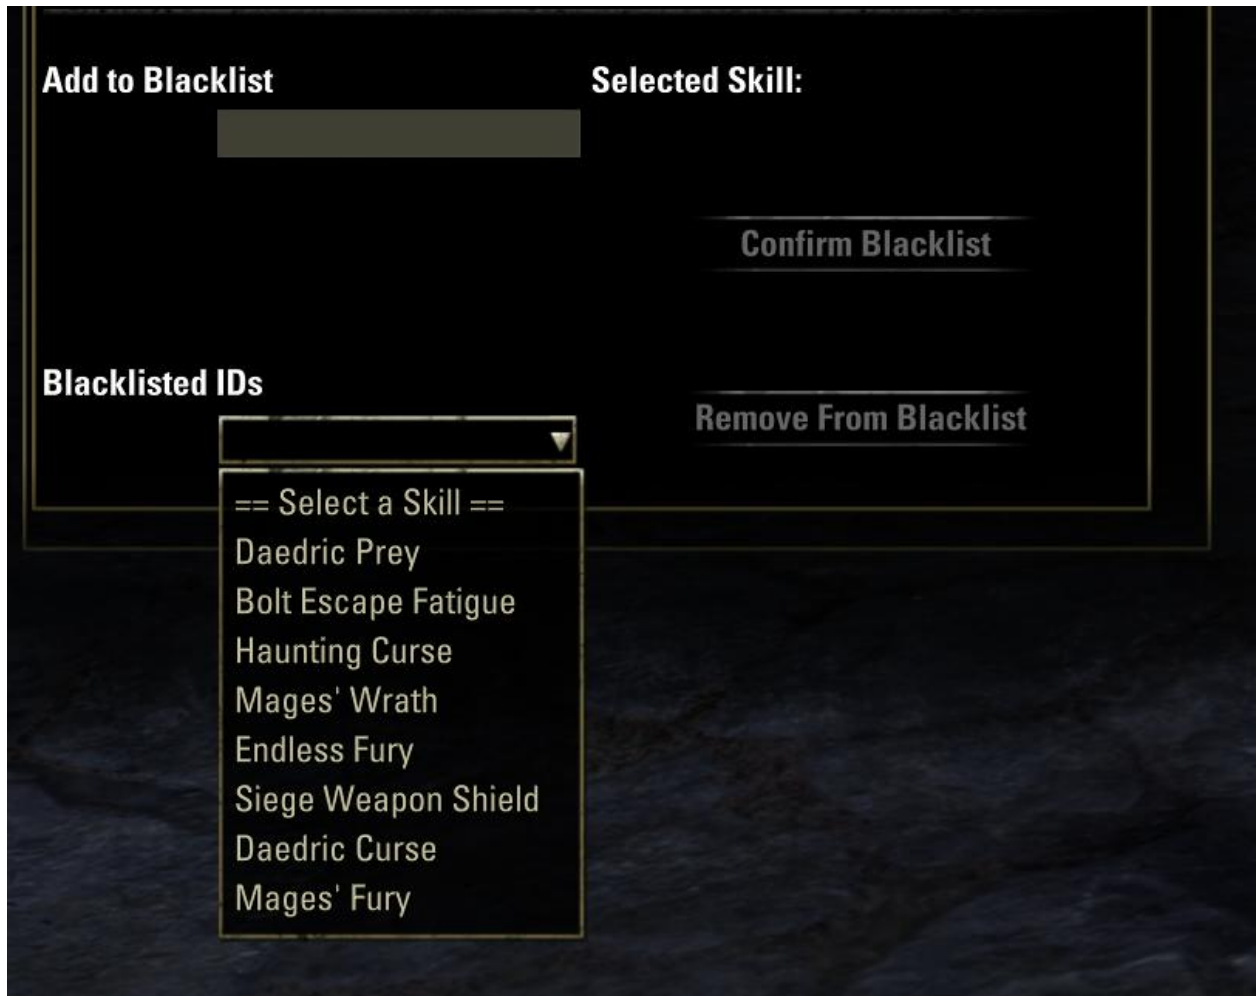 Add to Blacklist
Selected Skill:
Confirm Blacklist
Blacklisted IDs
Remove From Blacklist
== Select a Skill ==
Daedric Prey
Bolt Escape Fatigue
Haunting Curse
Mages' Wrath
Endless Fury
Siege Weapon Shield
Daedric Curse
Mages' Fury